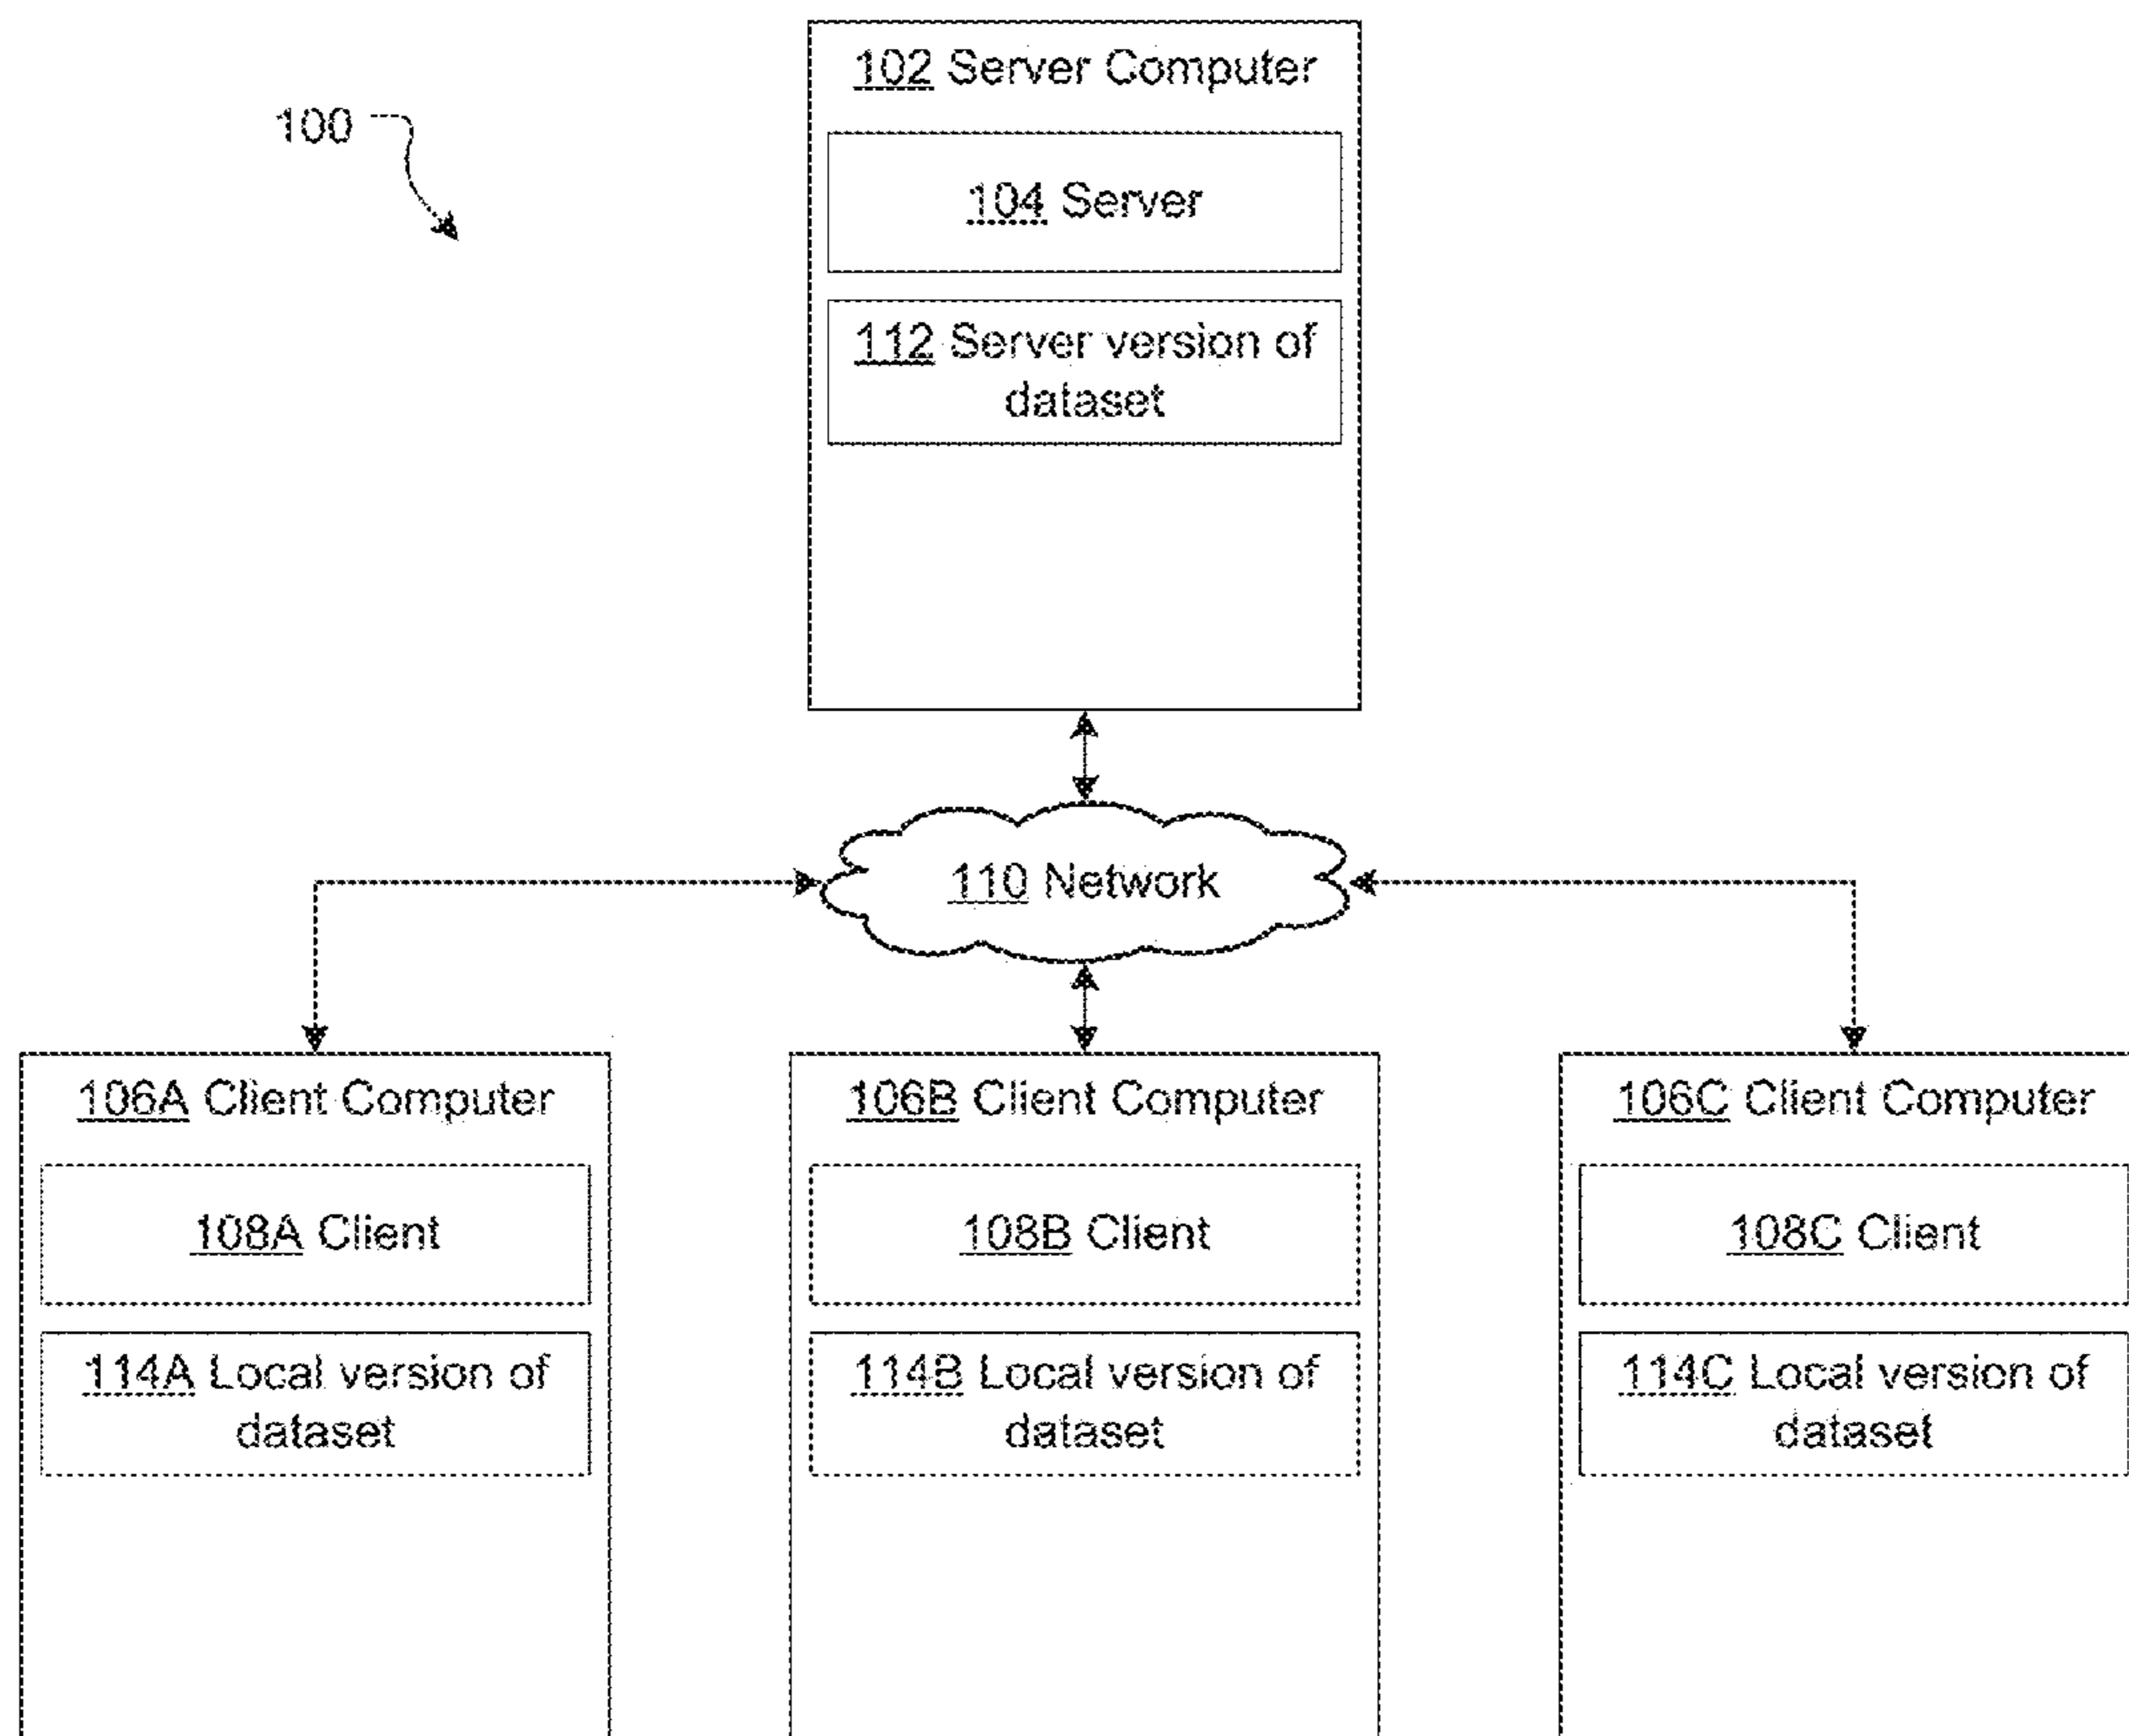 102 Server Computer
100
104 Server
112 Server version of
dataset
110 Network
106A Client Computer
106B Client Computer
106C Client Computer
108A Client
108B Client
108C Client
114A Local version of
dataset
114B Local version of
dataset
114C Local version of
dataset